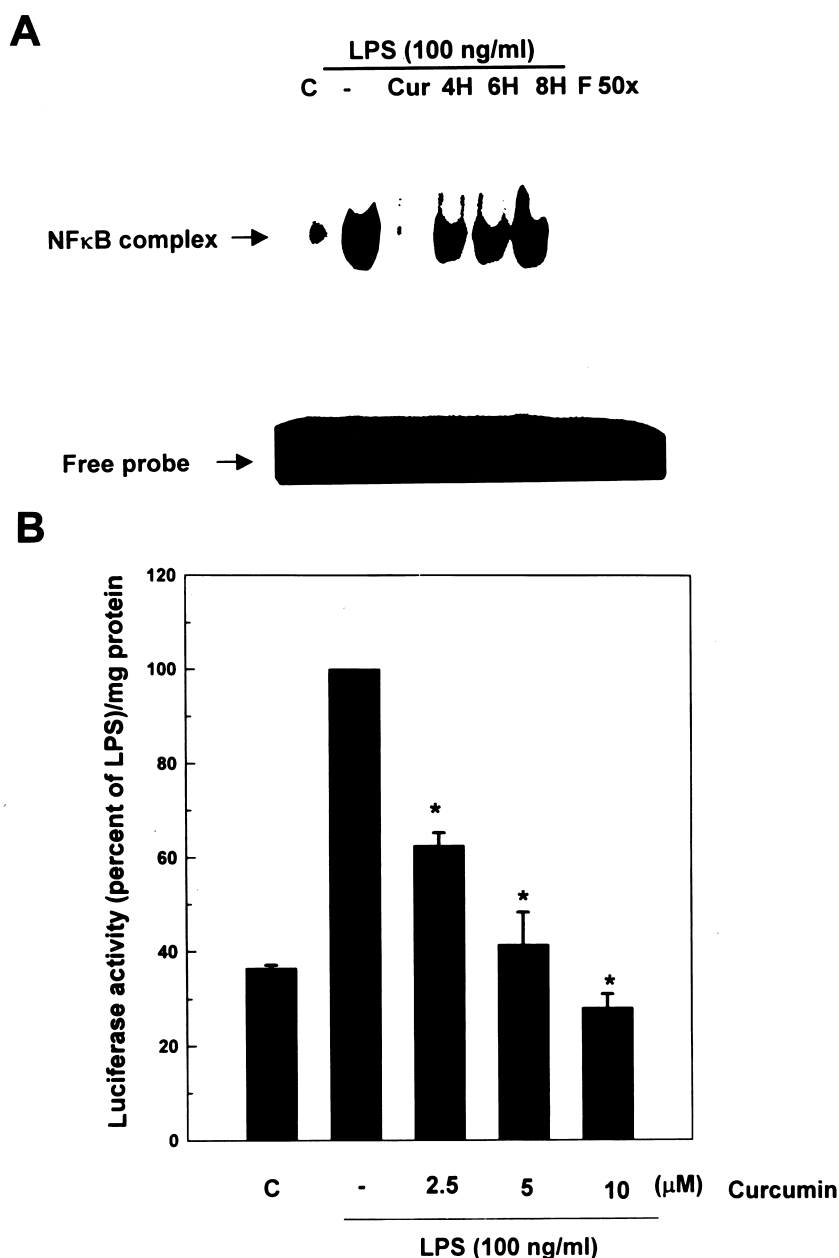 A
LPS (100 ng/ml)
C - Cur 4H 6H 8H F 50x
NFκB complex
Free probe
B
Luciferase activity (percent of LPS)/mg protein
120
100
80
60
40
20
0
*
*
*
C - 2.5 5 10 (μM) Curcumin
LPS (100 ng/ml)